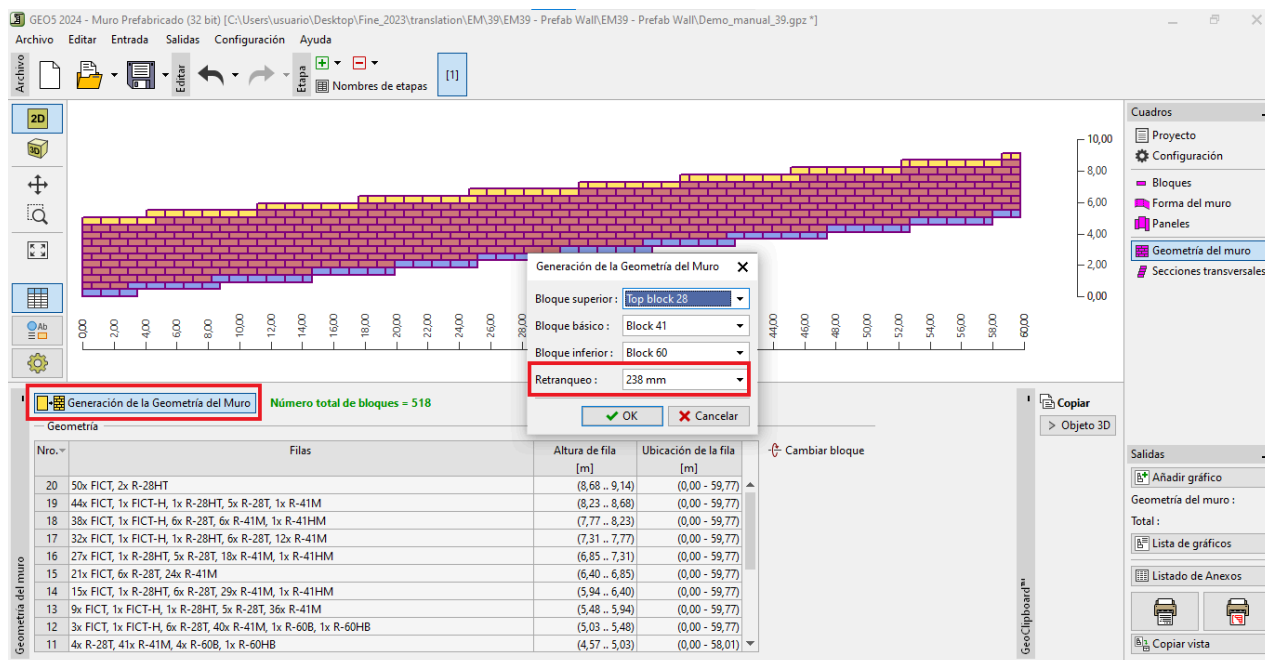 GEO5 2024 - Muro Prefabricado (32 bit) [C:\Users\usuario\Desktop\Fine_2023\translation\EM\39\EM39 - Prefab Wall\EM39 - Prefab Wall\Demo_manual_39.gpz *]
Archivo Editar Entrada Salidas Configuración Ayuda
Archivo
Editar
Etapa
Nombres de etapas
[1]
2D
3D
10,00
8,00
6,00
4,00
2,00
0,00
0,00 2,00 4,00 6,00 8,00 10,00 12,00 14,00 16,00 18,00 20,00 22,00 24,00 26,00 28,00 44,00 46,00 48,00 50,00 52,00 54,00 56,00 58,00 60,00
Generación de la Geometría del Muro
Bloque superior : Top block 28
Bloque básico : Block 41
Bloque inferior : Block 60
Retranqueo : 238 mm
OK Cancelar
Cuadros
Proyecto
Configuración
Bloques
Forma del muro
Paneles
Geometría del muro
Secciones transversales
Generación de la Geometría del Muro Número total de bloques = 518
Geometría
Nro. Filas Altura de fila Ubicación de la fila
[m] [m]
20 50x FICT, 2x R-28HT (8,68 .. 9,14) (0,00 - 59,77)
19 44x FICT, 1x FICT-H, 1x R-28HT, 5x R-28T, 1x R-41M (8,23 .. 8,68) (0,00 - 59,77)
18 38x FICT, 1x FICT-H, 6x R-28T, 6x R-41M, 1x R-41HM (7,77 .. 8,23) (0,00 - 59,77)
17 32x FICT, 1x FICT-H, 1x R-28HT, 6x R-28T, 12x R-41M (7,31 .. 7,77) (0,00 - 59,77)
16 27x FICT, 1x R-28HT, 5x R-28T, 18x R-41M, 1x R-41HM (6,85 .. 7,31) (0,00 - 59,77)
15 21x FICT, 6x R-28T, 24x R-41M (6,40 .. 6,85) (0,00 - 59,77)
14 15x FICT, 1x R-28HT, 6x R-28T, 29x R-41M, 1x R-41HM (5,94 .. 6,40) (0,00 - 59,77)
13 9x FICT, 1x FICT-H, 1x R-28HT, 5x R-28T, 36x R-41M (5,48 .. 5,94) (0,00 - 59,77)
12 3x FICT, 1x FICT-H, 6x R-28T, 40x R-41M, 1x R-60B, 1x R-60HB (5,03 .. 5,48) (0,00 - 59,77)
11 4x R-28T, 41x R-41M, 4x R-60B, 1x R-60HB (4,57 .. 5,03) (0,00 - 58,01)
Cambiar bloque
Geometría del muro
Copiar
> Objeto 3D
GeoClipboard™
Salidas
Añadir gráfico
Geometría del muro :
Total :
Lista de gráficos
Listado de Anexos
Copiar vista